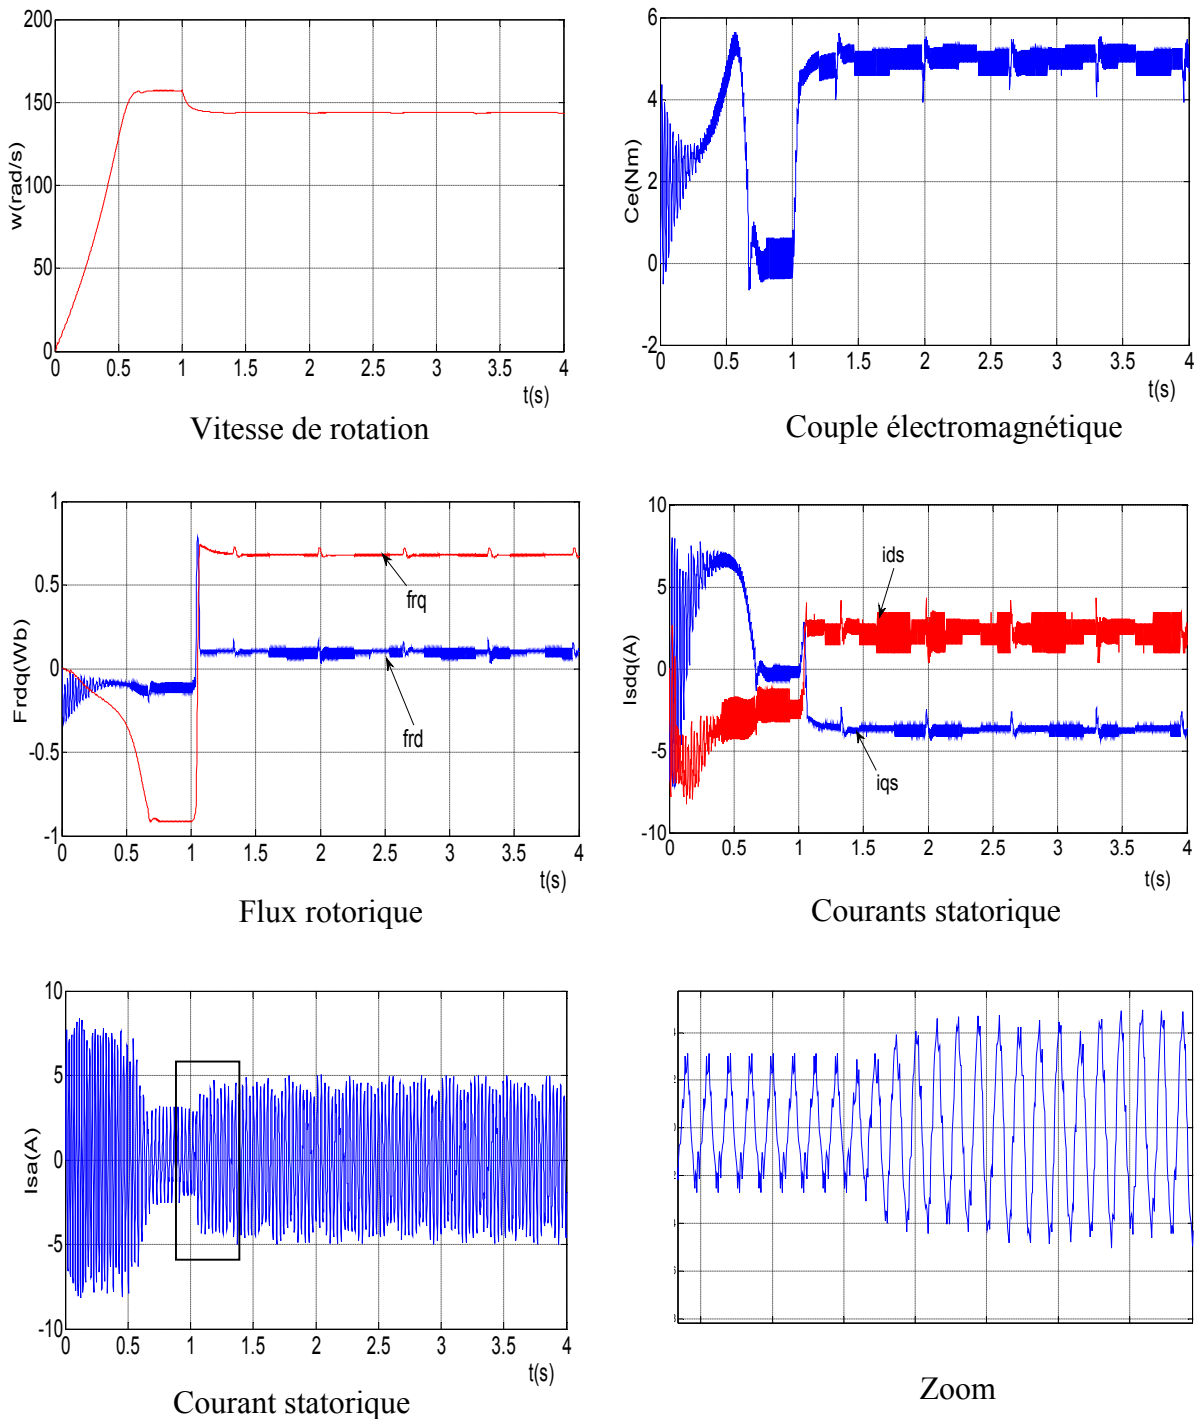 200
150
100
50
0
w(rad/s)
0 0.5 1 1.5 2 2.5 3 3.5 4
t(s)
Vitesse de rotation
6
4
2
0
-2
Ce(Nm)
0 0.5 1 1.5 2 2.5 3 3.5 4
t(s)
Couple électromagnétique
1
0.5
0
-0.5
-1
Frdq(Wb)
frq
frd
0 0.5 1 1.5 2 2.5 3 3.5 4
t(s)
Flux rotorique
10
5
0
-5
-10
Isdq(A)
ids
iqs
0 0.5 1 1.5 2 2.5 3 3.5 4
t(s)
Courants statorique
10
5
0
-5
-10
Isa(A)
0 0.5 1 1.5 2 2.5 3 3.5 4
t(s)
Courant statorique
4
2
0
2
4
Zoom